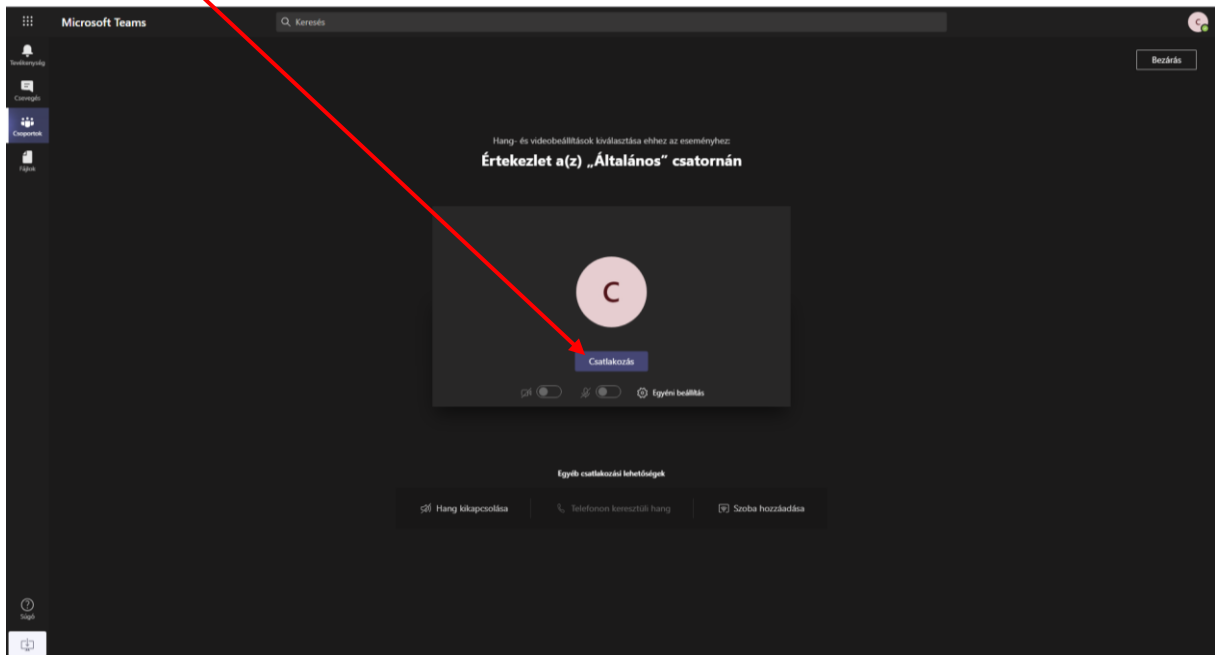 Microsoft Teams
Keresés
C
Tevékenység
Csevegés
Csoportok
Fájlok
Bezárás
Hang- és videobeállítások kiválasztása ehhez az eseményhez:
Értekezlet a(z) „Általános” csatornán
C
Csatlakozás
Egyéni beállítás
Egyéb csatlakozási lehetőségek
Hang kikapcsolása
Telefonon keresztüli hang
Szoba hozzáadása
Súgó